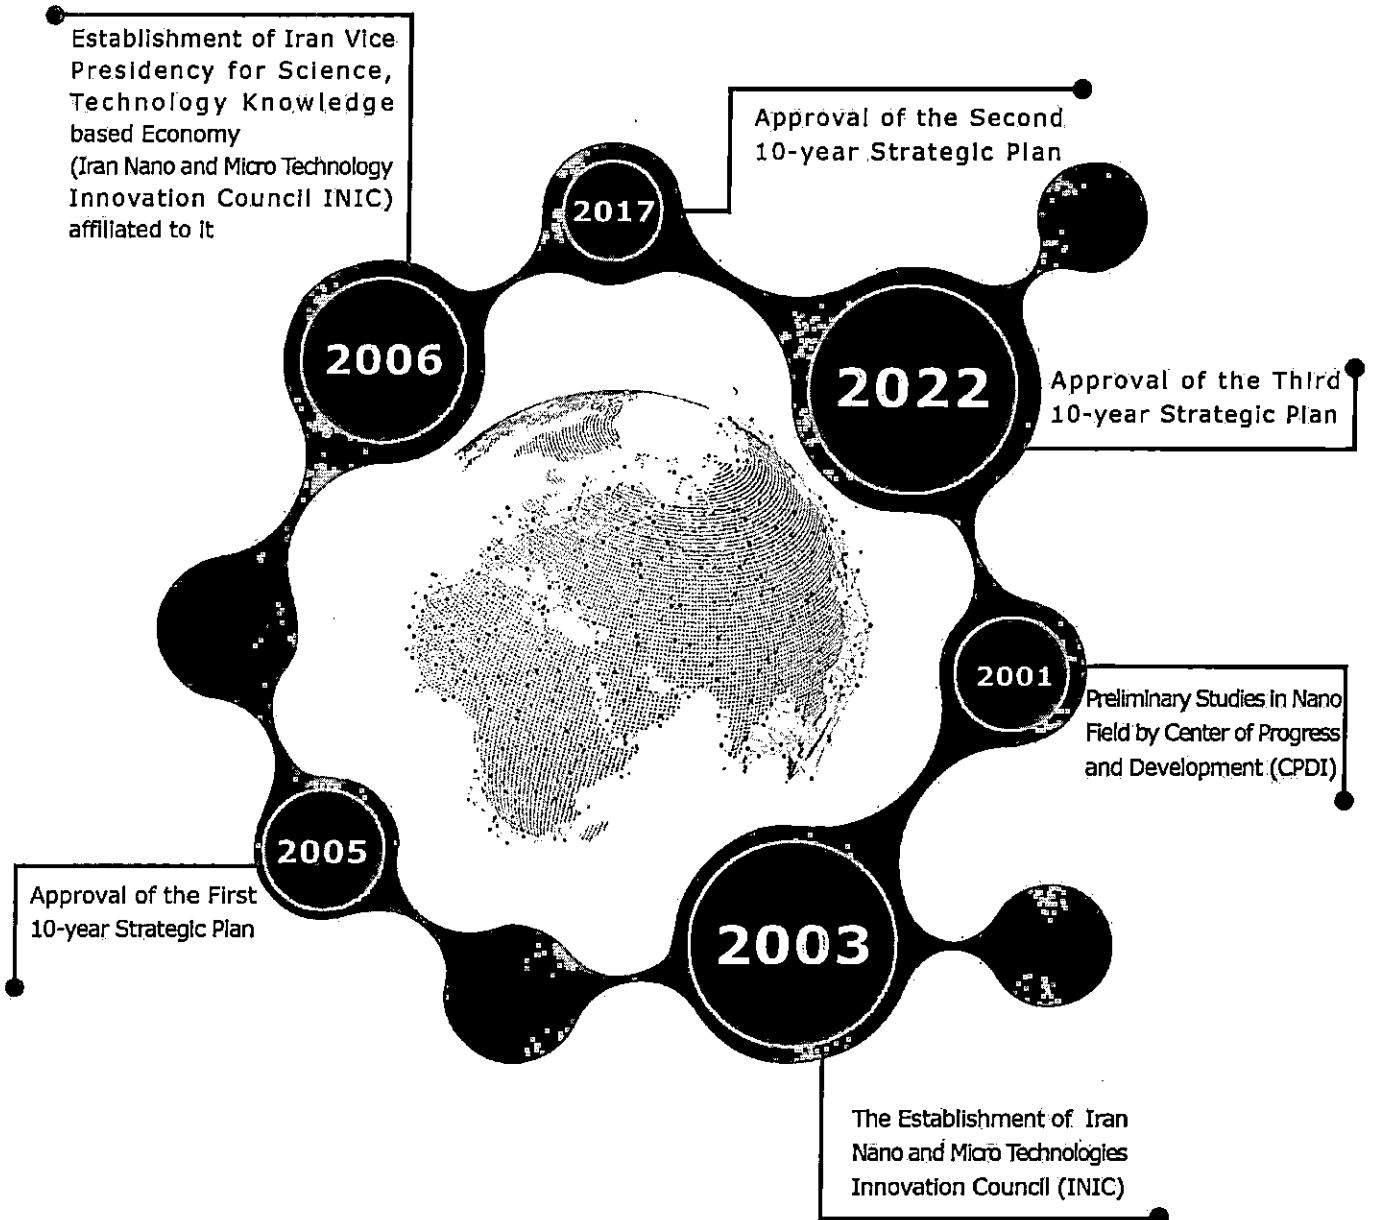 Establishment of Iran Vice
Presidency for Science,
Technology Knowledge
based Economy
(Iran Nano and Micro Technology
Innovation Council INIC)
affiliated to it
2006
2017
Approval of the Second
10-year Strategic Plan
2022
Approval of the Third
10-year Strategic Plan
2001
Preliminary Studies in Nano
Field by Center of Progress
and Development (CPDI)
2005
Approval of the First
10-year Strategic Plan
2003
The Establishment of Iran
Nano and Micro Technologies
Innovation Council (INIC)